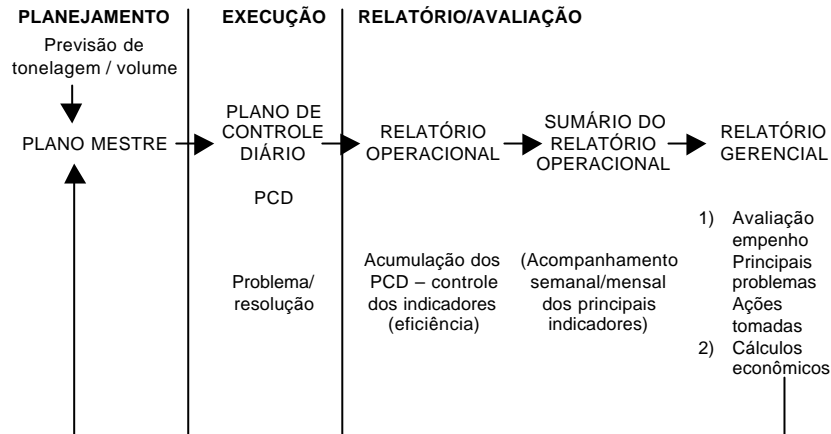 PLANEJAMENTO
EXECUÇÃO
RELATÓRIO/AVALIAÇÃO
Previsão de
tonelagem / volume
PLANO MESTRE
PLANO DE
CONTROLE
DIÁRIO
PCD
Problema/
resolução
RELATÓRIO
OPERACIONAL
Acumulação dos
PCD – controle
dos indicadores
(eficiência)
SUMÁRIO DO
RELATÓRIO
OPERACIONAL
(Acompanhamento
semanal/mensal
dos principais
indicadores)
RELATÓRIO
GERENCIAL
1) Avaliação
empenho
Principais
problemas
Ações
tomadas
2) Cálculos
econômicos